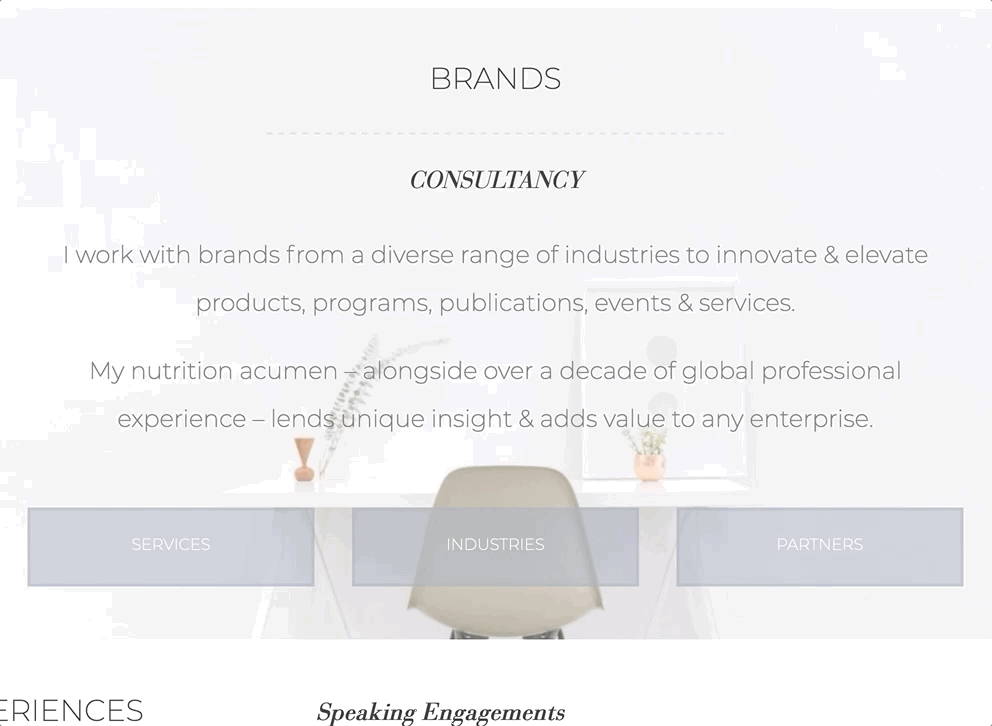 BRANDS
CONSULTANCY
I work with brands from a diverse range of industries to innovate & elevate
products, programs, publications, events & services.
My nutrition acumen – alongside over a decade of global professional
experience – lends unique insight & adds value to any enterprise.
SERVICES
INDUSTRIES
PARTNERS
ERIENCES
Speaking Engagements